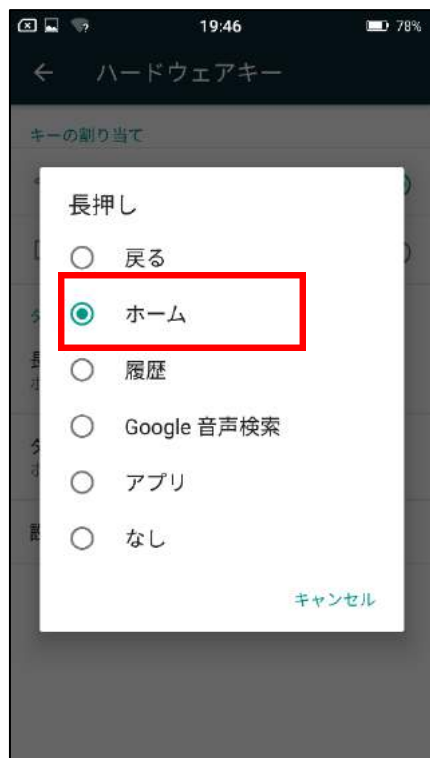 19:46
78%
ハードウェアキー
キーの割り当て
長押し
戻る
ホーム
履歴
Google 音声検索
アプリ
なし
キャンセル